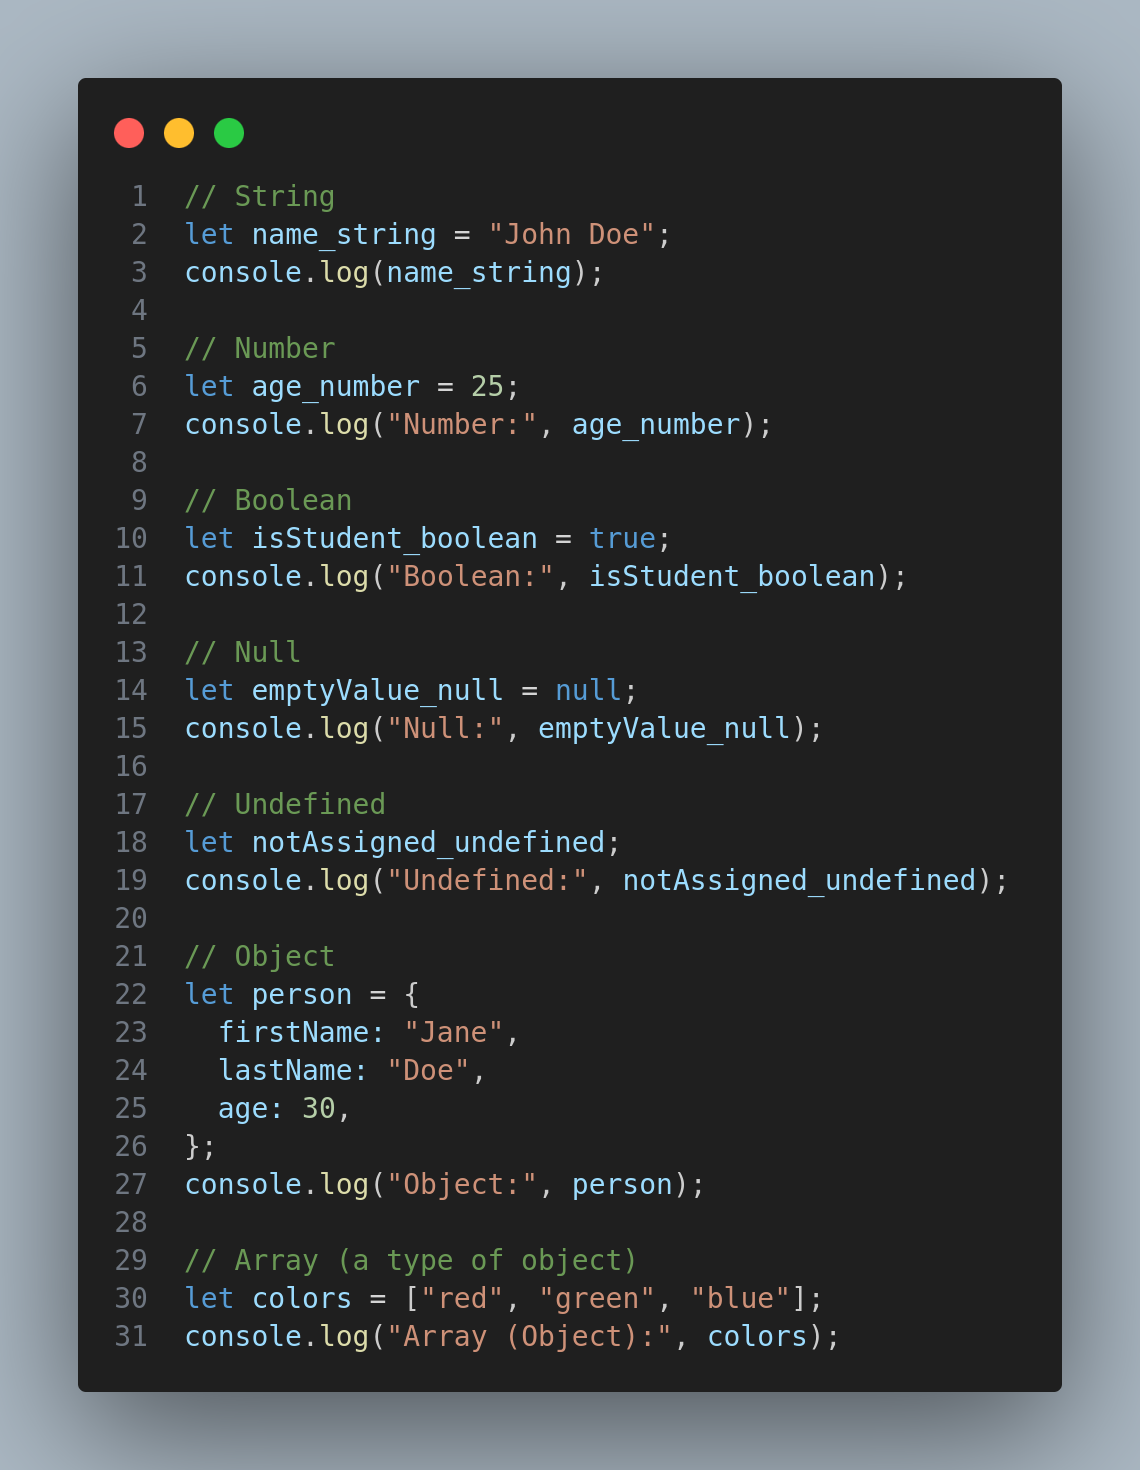 1 // String
2 let name_string = "John Doe";
3 console.log(name_string);
4
5 // Number
6 let age_number = 25;
7 console.log("Number:", age_number);
8
9 // Boolean
10 let isStudent_boolean = true;
11 console.log("Boolean:", isStudent_boolean);
12
13 // Null
14 let emptyValue_null = null;
15 console.log("Null:", emptyValue_null);
16
17 // Undefined
18 let notAssigned_undefined;
19 console.log("Undefined:", notAssigned_undefined);
20
21 // Object
22 let person = {
23   firstName: "Jane",
24   lastName: "Doe",
25   age: 30,
26 };
27 console.log("Object:", person);
28
29 // Array (a type of object)
30 let colors = ["red", "green", "blue"];
31 console.log("Array (Object):", colors);